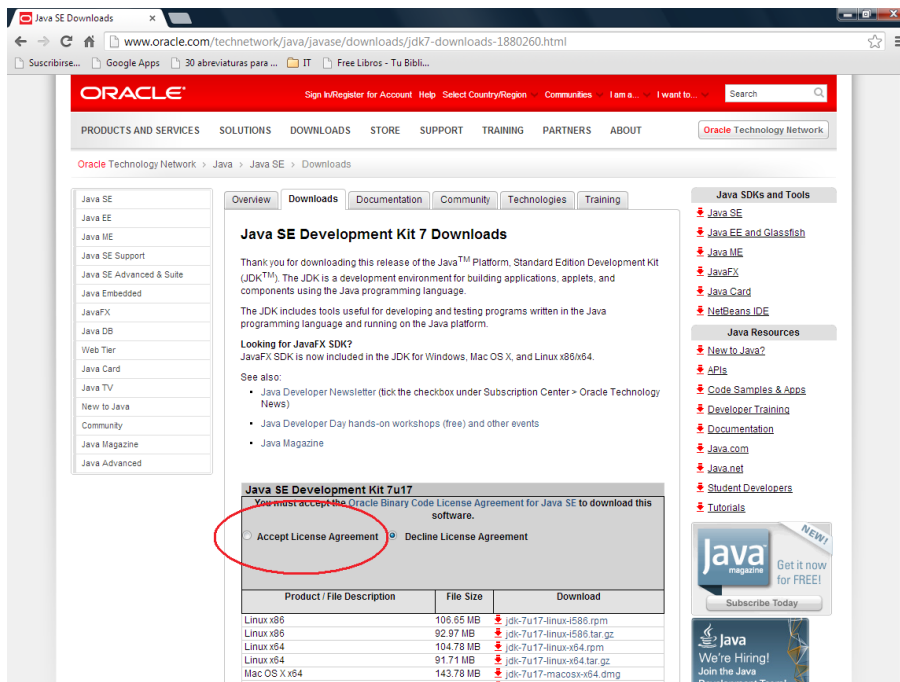 Java SE Downloads
www.oracle.com/technetwork/java/javase/downloads/jdk7-downloads-1880260.html
Suscribirse... Google Apps 30 abreviaturas para ... IT Free Libros - Tu Bibli...
ORACLE
Sign In/Register for Account Help Select Country/Region Communities I am a... I want to... Search
PRODUCTS AND SERVICES SOLUTIONS DOWNLOADS STORE SUPPORT TRAINING PARTNERS ABOUT Oracle Technology Network
Oracle Technology Network > Java > Java SE > Downloads
Java SE
Java EE
Java ME
Java SE Support
Java SE Advanced & Suite
Java Embedded
JavaFX
Java DB
Web Tier
Java Card
Java TV
New to Java
Community
Java Magazine
Java Advanced
Overview Downloads Documentation Community Technologies Training
Java SE Development Kit 7 Downloads
Thank you for downloading this release of the Java™ Platform, Standard Edition Development Kit
(JDK™). The JDK is a development environment for building applications, applets, and
components using the Java programming language.
The JDK includes tools useful for developing and testing programs written in the Java
programming language and running on the Java platform.
Looking for JavaFX SDK?
JavaFX SDK is now included in the JDK for Windows, Mac OS X, and Linux x86/x64.
See also:
Java Developer Newsletter (tick the checkbox under Subscription Center > Oracle Technology
News)
Java Developer Day hands-on workshops (free) and other events
Java Magazine
Java SE Development Kit 7u17
You must accept the Oracle Binary Code License Agreement for Java SE to download this
software.
Accept License Agreement Decline License Agreement
Product / File Description File Size Download
Linux x86 106.65 MB jdk-7u17-linux-i586.rpm
Linux x86 92.97 MB jdk-7u17-linux-i586.tar.gz
Linux x64 104.78 MB jdk-7u17-linux-x64.rpm
Linux x64 91.71 MB jdk-7u17-linux-x64.tar.gz
Mac OS X x64 143.78 MB jdk-7u17-macosx-x64.dmg
Java SDKs and Tools
Java SE
Java EE and Glassfish
Java ME
JavaFX
Java Card
NetBeans IDE
Java Resources
New to Java?
APIs
Code Samples & Apps
Developer Training
Documentation
Java.com
Java.net
Student Developers
Tutorials
NEW!
Java
magazine
Get it now
for FREE!
Subscribe Today
Java
We're Hiring!
Join the Java
Development Team!